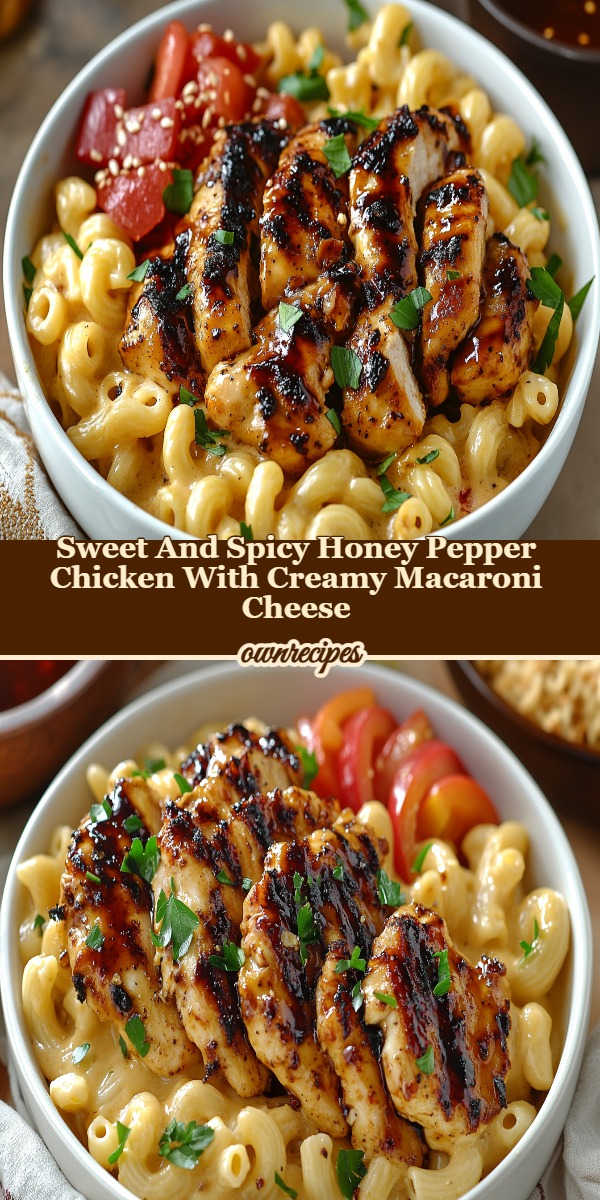 Sweet And Spicy Honey Pepper
Chicken With Creamy Macaroni
Cheese
ownrecipes